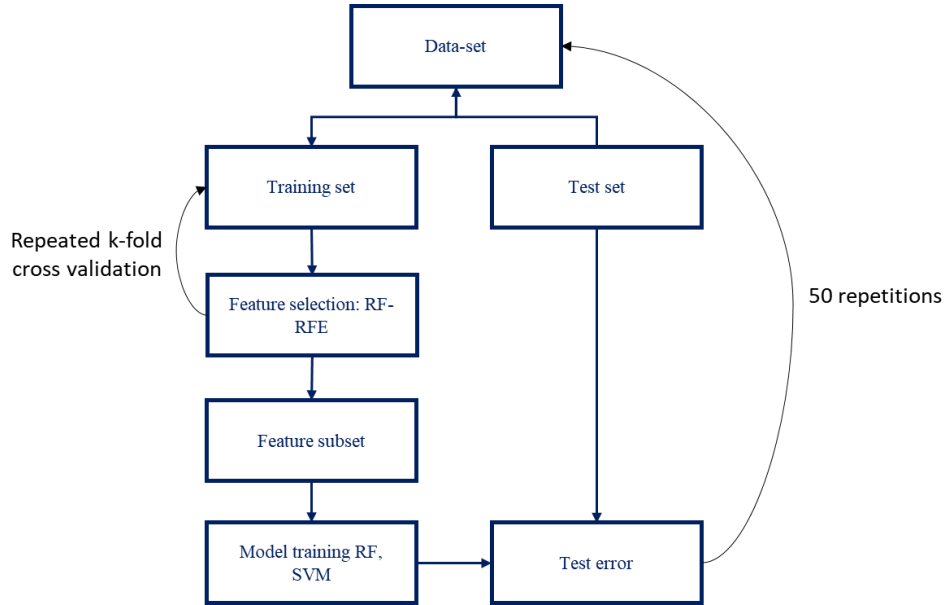 Data-set
Training set
Test set
Repeated k-fold
cross validation
Feature selection: RF-
RFE
50 repetitions
Feature subset
Model training RF,
SVM
Test error